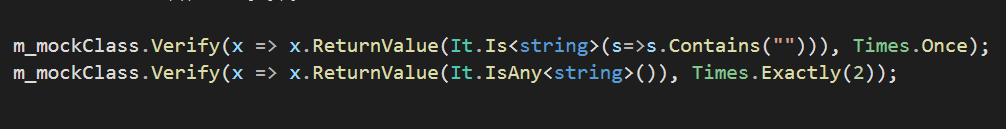 m_mockClass.Verify(x => x.ReturnValue(It.Is<string>(s=>s.Contains(""))), Times.Once);
m_mockClass.Verify(x => x.ReturnValue(It.IsAny<string>()), Times.Exactly(2));